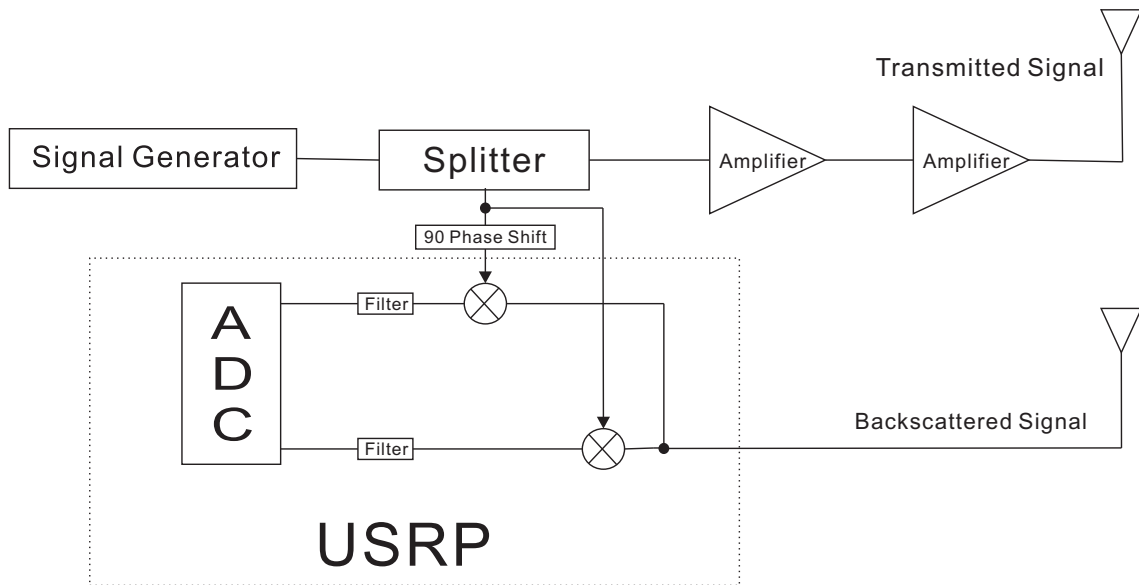 Transmitted Signal
Signal Generator
Splitter
Amplifier
Amplifier
90 Phase Shift
Filter
A
D
C
Filter
Backscattered Signal
USRP